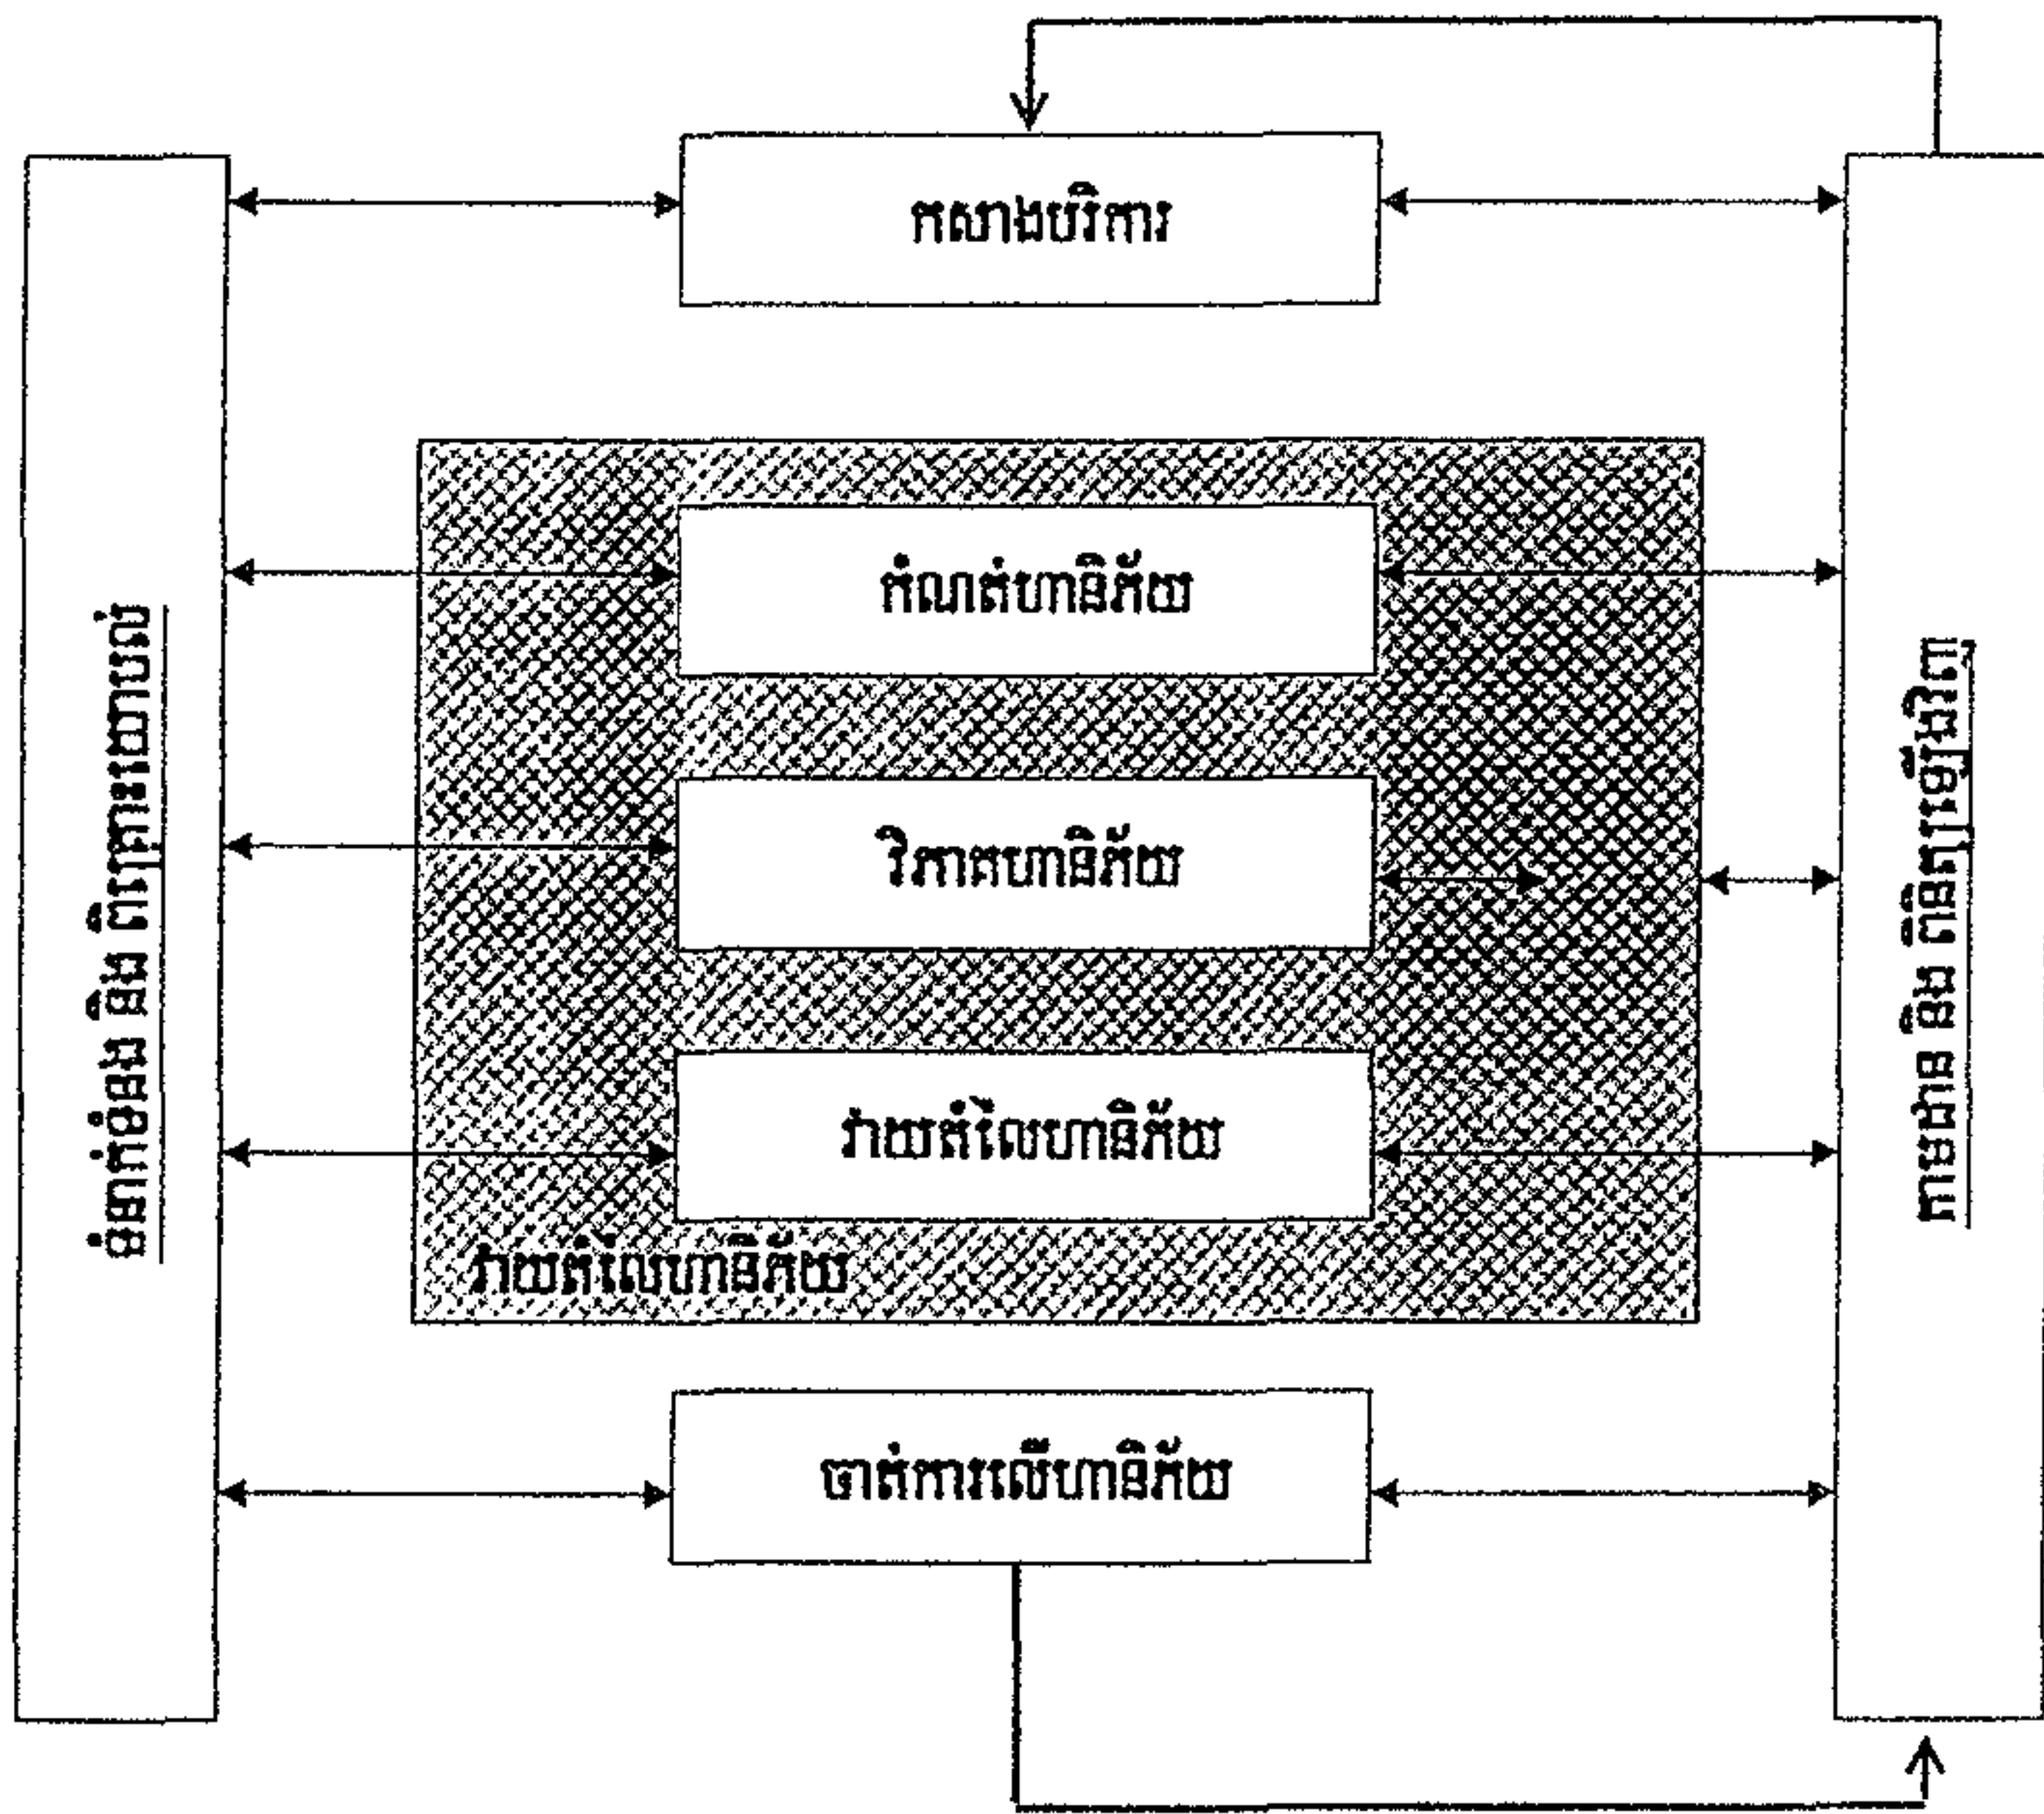 កសាងបរិការ
កំណត់ហានិភ័យ
វិភាគហានិភ័យ
វាយតំលៃហានិភ័យ
វាយតំលៃហានិភ័យ
ចាត់ការលើហានិភ័យ
ទំនាក់ទំនង និង ពិគ្រោះយោបល់
តាមដាន និង ពិនិត្យឡើងវិញ